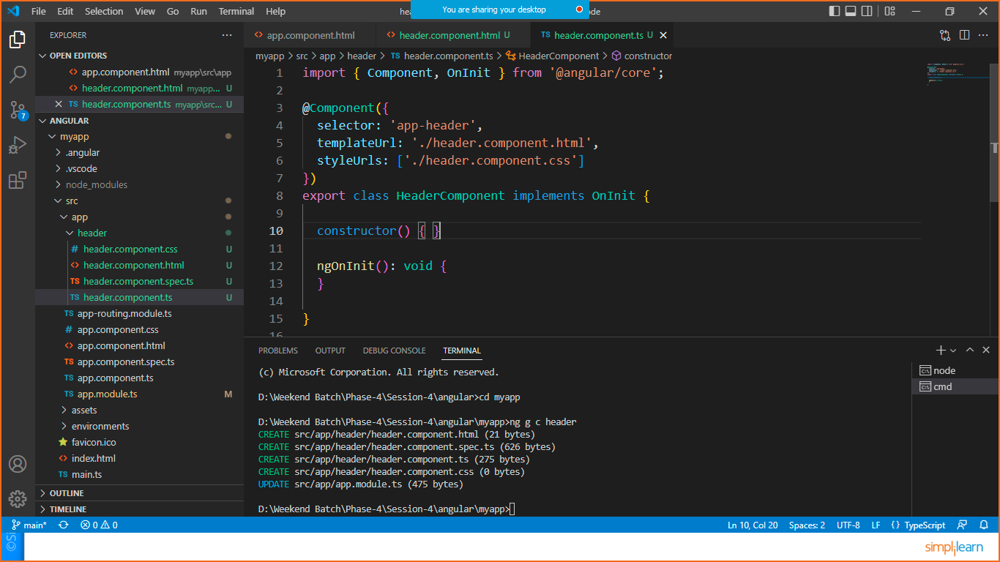 File Edit Selection View Go Run Terminal Help
You are sharing your desktop
EXPLORER
OPEN EDITORS
app.component.html myapp\src\app
header.component.html myapp... U
header.component.ts myapp\src... U
ANGULAR
myapp
.angular
.vscode
node_modules
src
app
header
header.component.css U
header.component.html U
TS header.component.spec.ts U
TS header.component.ts U
TS app-routing.module.ts
# app.component.css
app.component.html
TS app.component.spec.ts
TS app.component.ts
TS app.module.ts M
assets
environments
favicon.ico
index.html
TS main.ts
OUTLINE
TIMELINE
app.component.html
header.component.html U
TS header.component.ts U
myapp > src > app > header > TS header.component.ts > HeaderComponent > constructor
1 import { Component, OnInit } from '@angular/core';
2
3 @Component({
4 selector: 'app-header',
5 templateUrl: './header.component.html',
6 styleUrls: ['./header.component.css']
7 })
8 export class HeaderComponent implements OnInit {
9
10 constructor() { }
11
12 ngOnInit(): void {
13 }
14
15 }
16
PROBLEMS OUTPUT DEBUG CONSOLE TERMINAL
(c) Microsoft Corporation. All rights reserved.
D:\Weekend Batch\Phase-4\Session-4\angular>cd myapp
D:\Weekend Batch\Phase-4\Session-4\angular\myapp>ng g c header
CREATE src/app/header/header.component.html (21 bytes)
CREATE src/app/header/header.component.spec.ts (626 bytes)
CREATE src/app/header/header.component.ts (275 bytes)
CREATE src/app/header/header.component.css (0 bytes)
UPDATE src/app/app.module.ts (475 bytes)
D:\Weekend Batch\Phase-4\Session-4\angular\myapp>
node
cmd
7
main* 0 0
Ln 10, Col 20 Spaces: 2 UTF-8 LF { } TypeScript
simplilearn